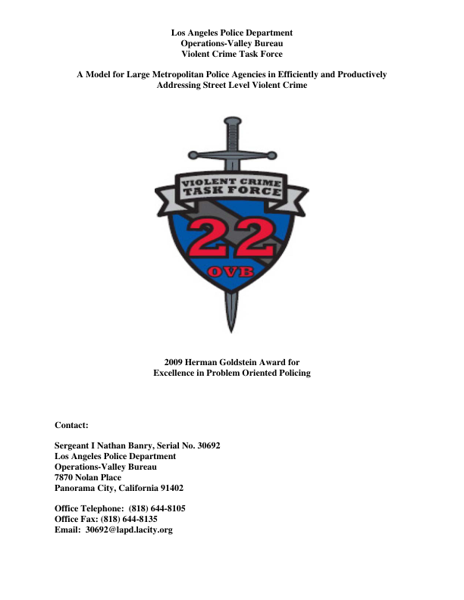 Los Angeles Police Department
Operations-Valley Bureau
Violent Crime Task Force
A Model for Large Metropolitan Police Agencies in Efficiently and Productively
Addressing Street Level Violent Crime
VIOLENT CRIME
TASK FORCE
22
OVB
2009 Herman Goldstein Award for
Excellence in Problem Oriented Policing
Contact:
Sergeant I Nathan Banry, Serial No. 30692
Los Angeles Police Department
Operations-Valley Bureau
7870 Nolan Place
Panorama City, California 91402
Office Telephone:  (818) 644-8105
Office Fax: (818) 644-8135
Email:  30692@lapd.lacity.org